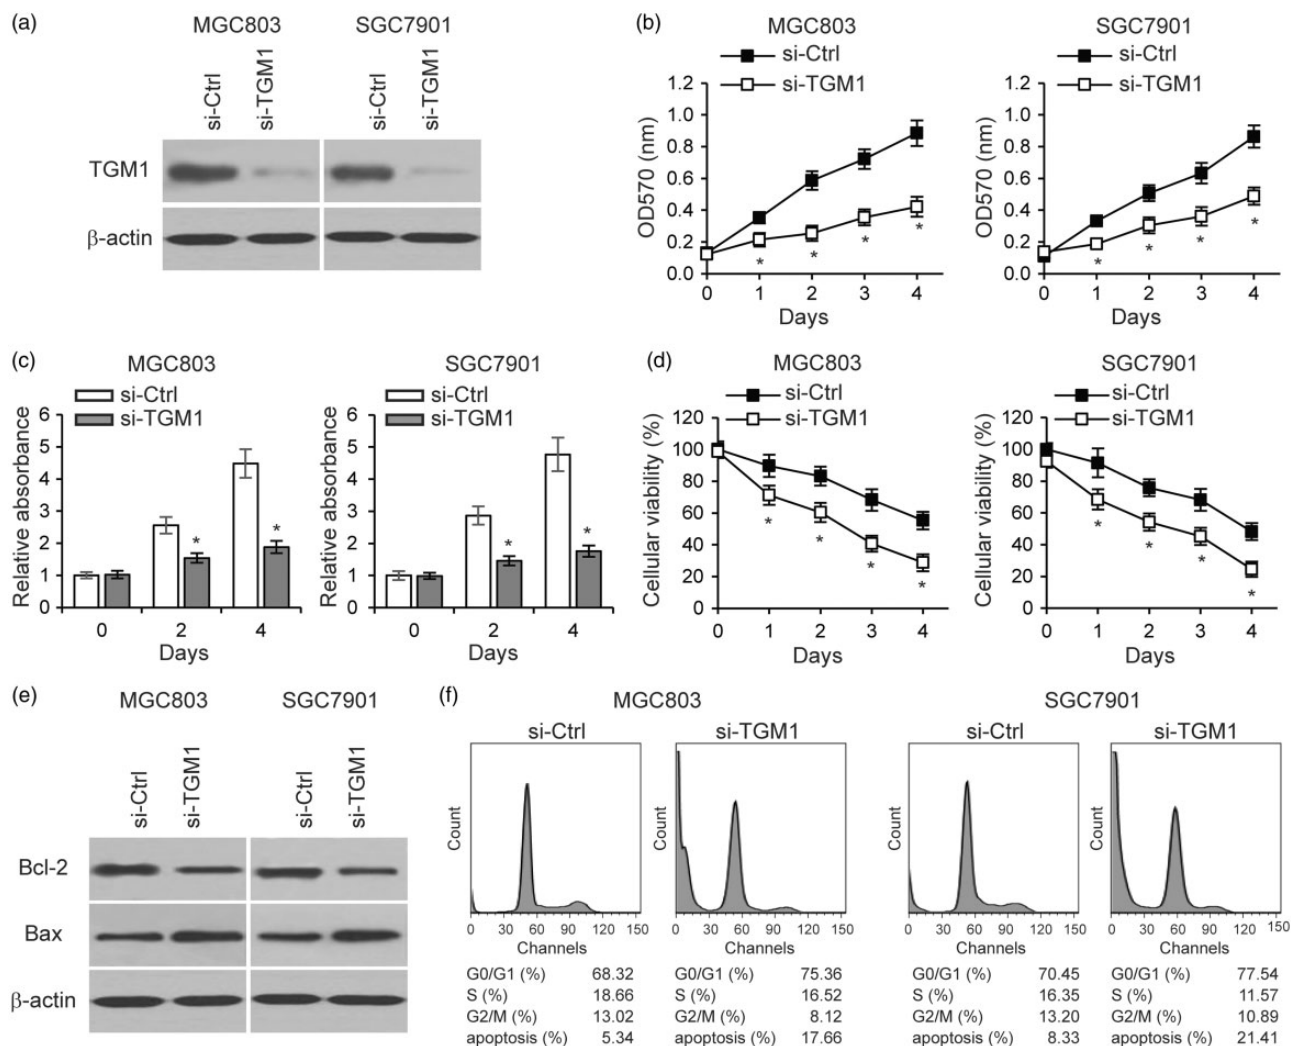 (a)
MGC803 SGC7901
si-Ctrl si-TGM1 si-Ctrl si-TGM1
TGM1
β-actin
(b)
MGC803
si-Ctrl
si-TGM1
OD570 (nm)
1.2
1.0
0.8
0.6
0.4
0.2
0.0
* * * *
0 1 2 3 4
Days
SGC7901
si-Ctrl
si-TGM1
OD570 (nm)
1.2
1.0
0.8
0.6
0.4
0.2
0.0
* * * *
0 1 2 3 4
Days
(c)
MGC803
si-Ctrl
si-TGM1
Relative absorbance
6
5
4
3
2
1
0
* *
0 2 4
Days
SGC7901
si-Ctrl
si-TGM1
Relative absorbance
6
5
4
3
2
1
0
* *
0 2 4
Days
(d)
MGC803
si-Ctrl
si-TGM1
Cellular viability (%)
120
100
80
60
40
20
0
* * * *
0 1 2 3 4
Days
SGC7901
si-Ctrl
si-TGM1
Cellular viability (%)
120
100
80
60
40
20
0
* * * *
0 1 2 3 4
Days
(e)
MGC803 SGC7901
si-Ctrl si-TGM1 si-Ctrl si-TGM1
Bcl-2
Bax
β-actin
(f)
MGC803
si-Ctrl
Count
0 30 60 90 120 150
Channels
G0/G1 (%) 68.32
S (%) 18.66
G2/M (%) 13.02
apoptosis (%) 5.34
si-TGM1
Count
0 30 60 90 120 150
Channels
G0/G1 (%) 75.36
S (%) 16.52
G2/M (%) 8.12
apoptosis (%) 17.66
SGC7901
si-Ctrl
Count
0 30 60 90 120 150
Channels
G0/G1 (%) 70.45
S (%) 16.35
G2/M (%) 13.20
apoptosis (%) 8.33
si-TGM1
Count
0 30 60 90 120 150
Channels
G0/G1 (%) 77.54
S (%) 11.57
G2/M (%) 10.89
apoptosis (%) 21.41